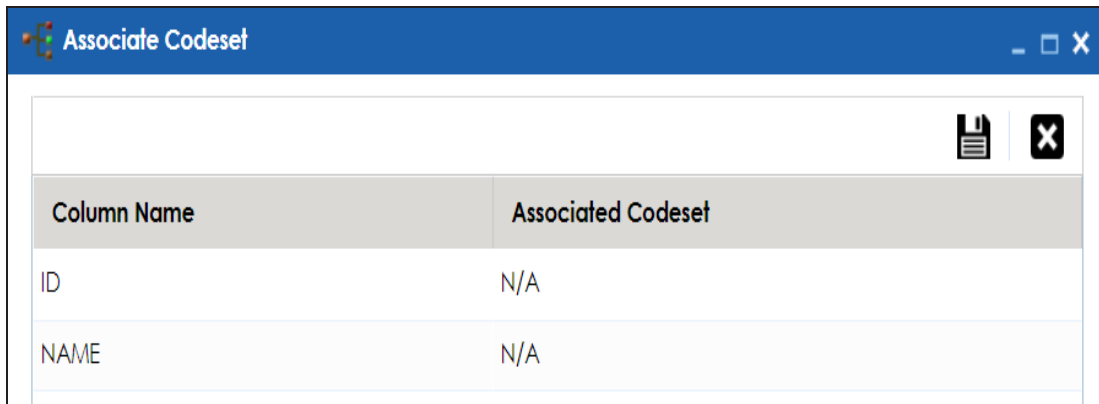 Associate Codeset
Column Name Associated Codeset
ID N/A
NAME N/A